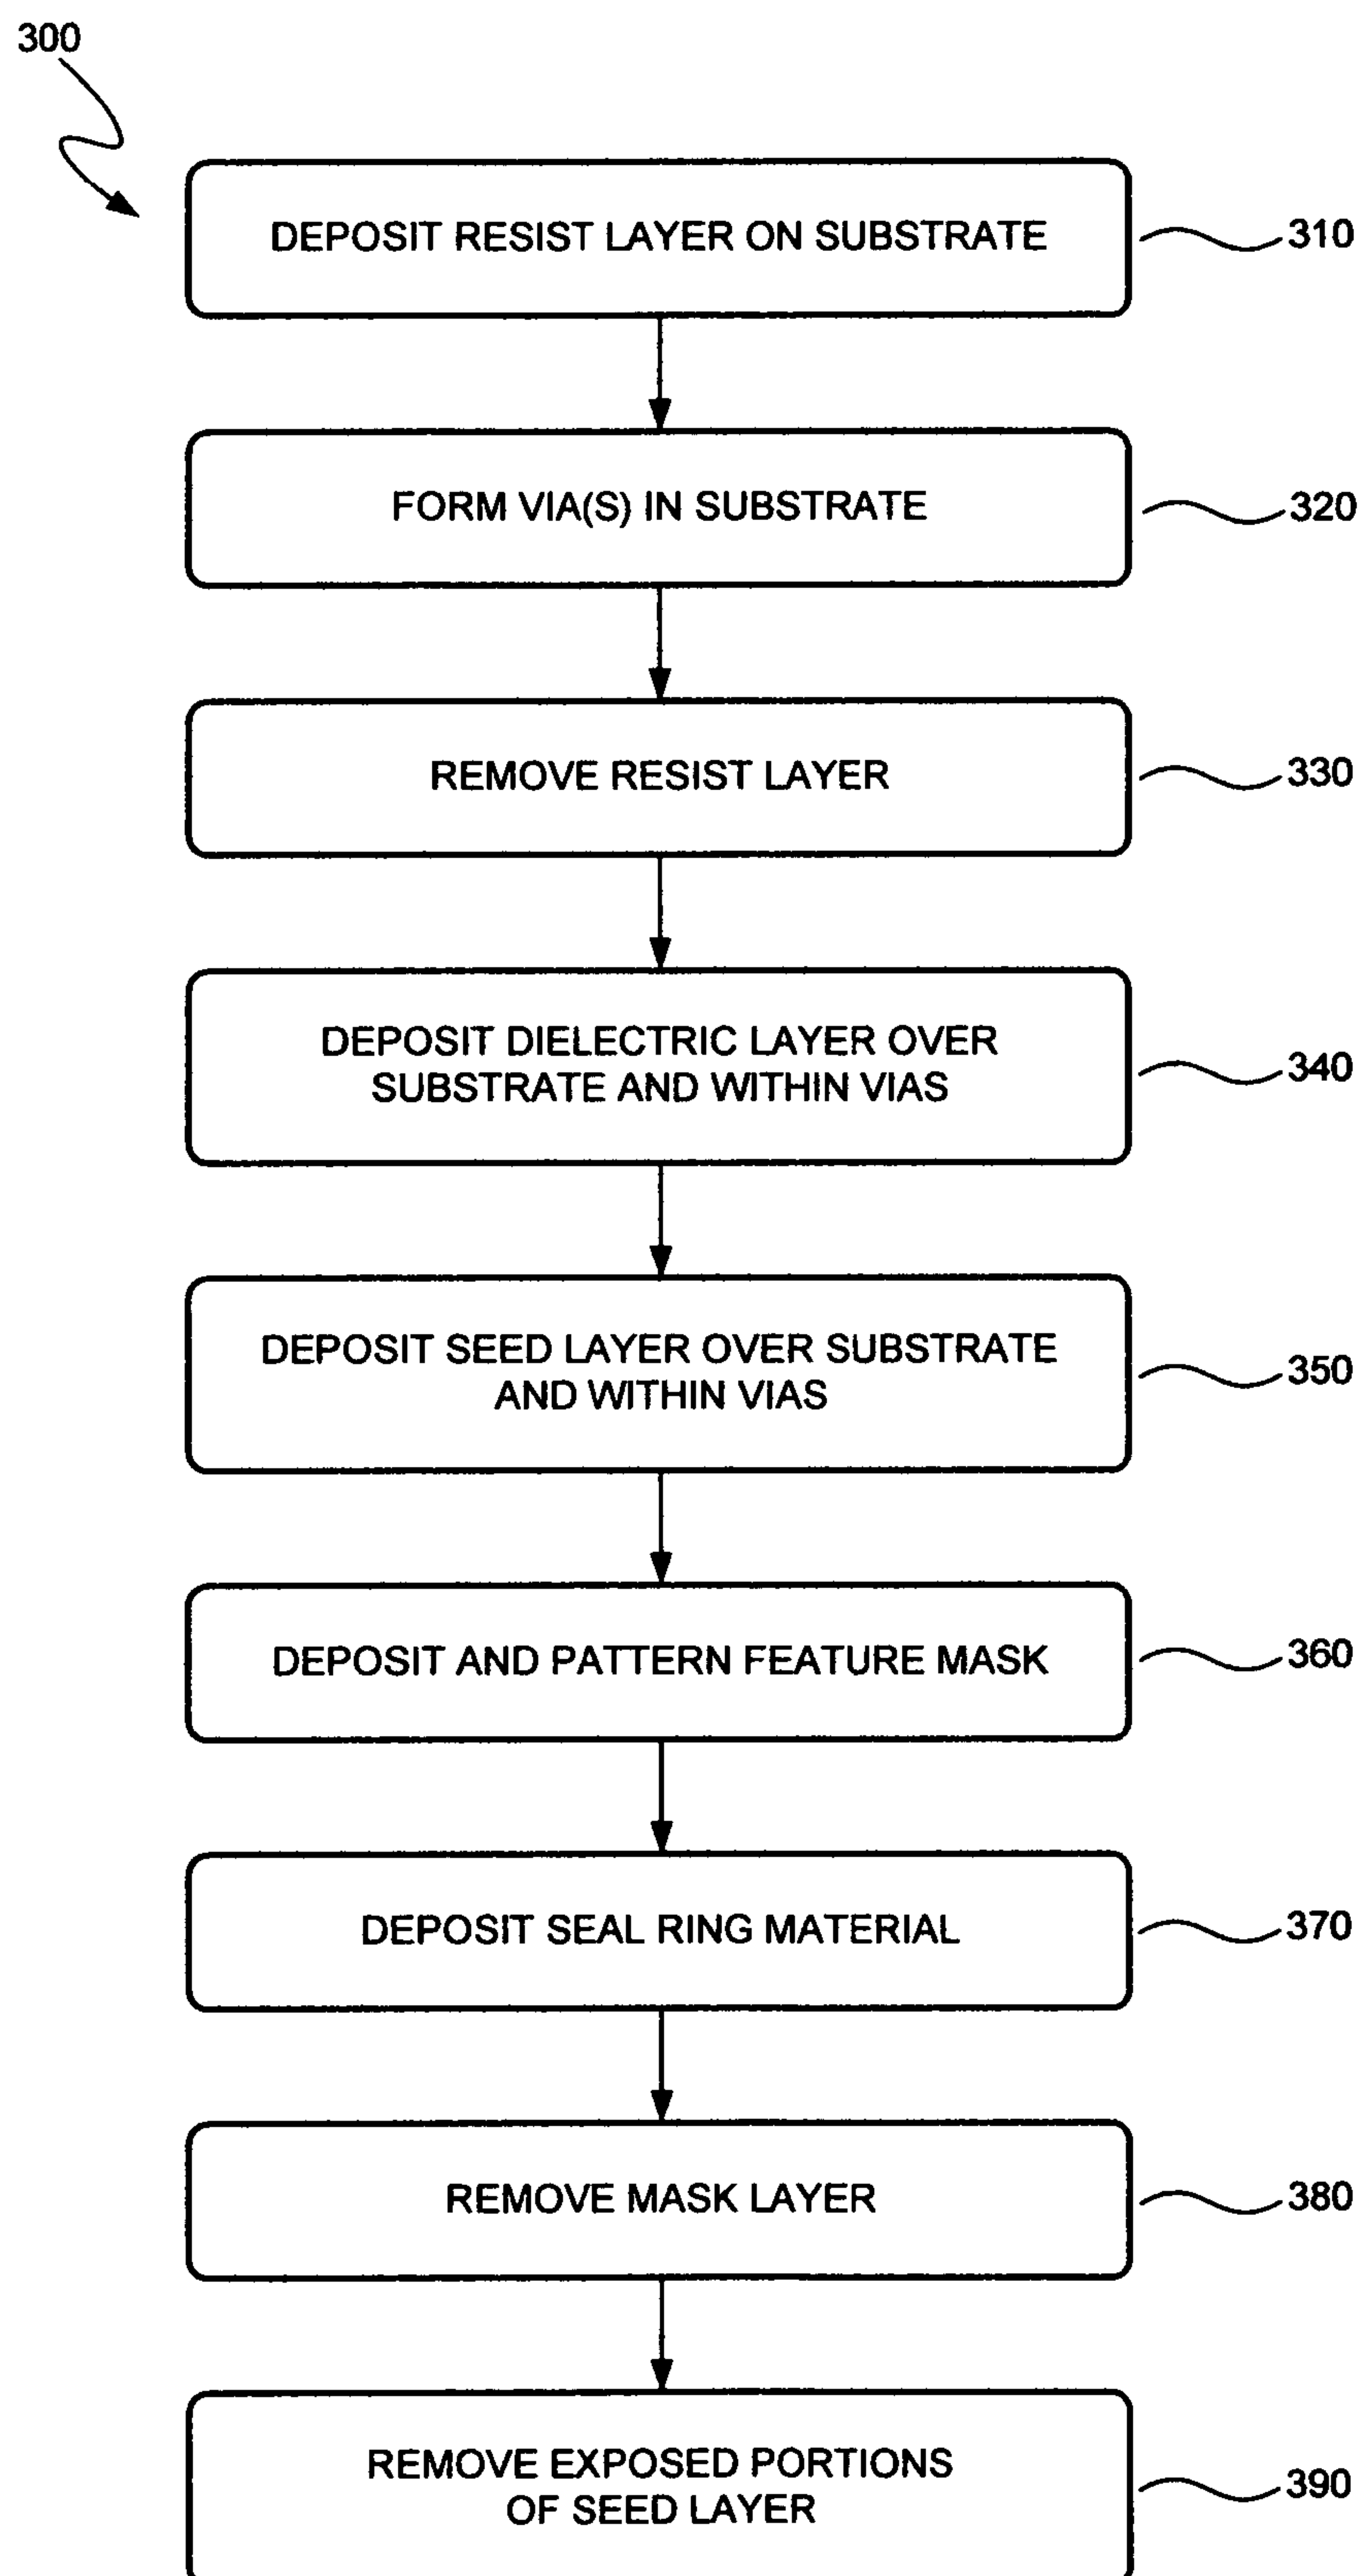 300
DEPOSIT RESIST LAYER ON SUBSTRATE
310
FORM VIA(S) IN SUBSTRATE
320
REMOVE RESIST LAYER
330
DEPOSIT DIELECTRIC LAYER OVER
SUBSTRATE AND WITHIN VIAS
340
DEPOSIT SEED LAYER OVER SUBSTRATE
AND WITHIN VIAS
350
DEPOSIT AND PATTERN FEATURE MASK
360
DEPOSIT SEAL RING MATERIAL
370
REMOVE MASK LAYER
380
REMOVE EXPOSED PORTIONS
OF SEED LAYER
390